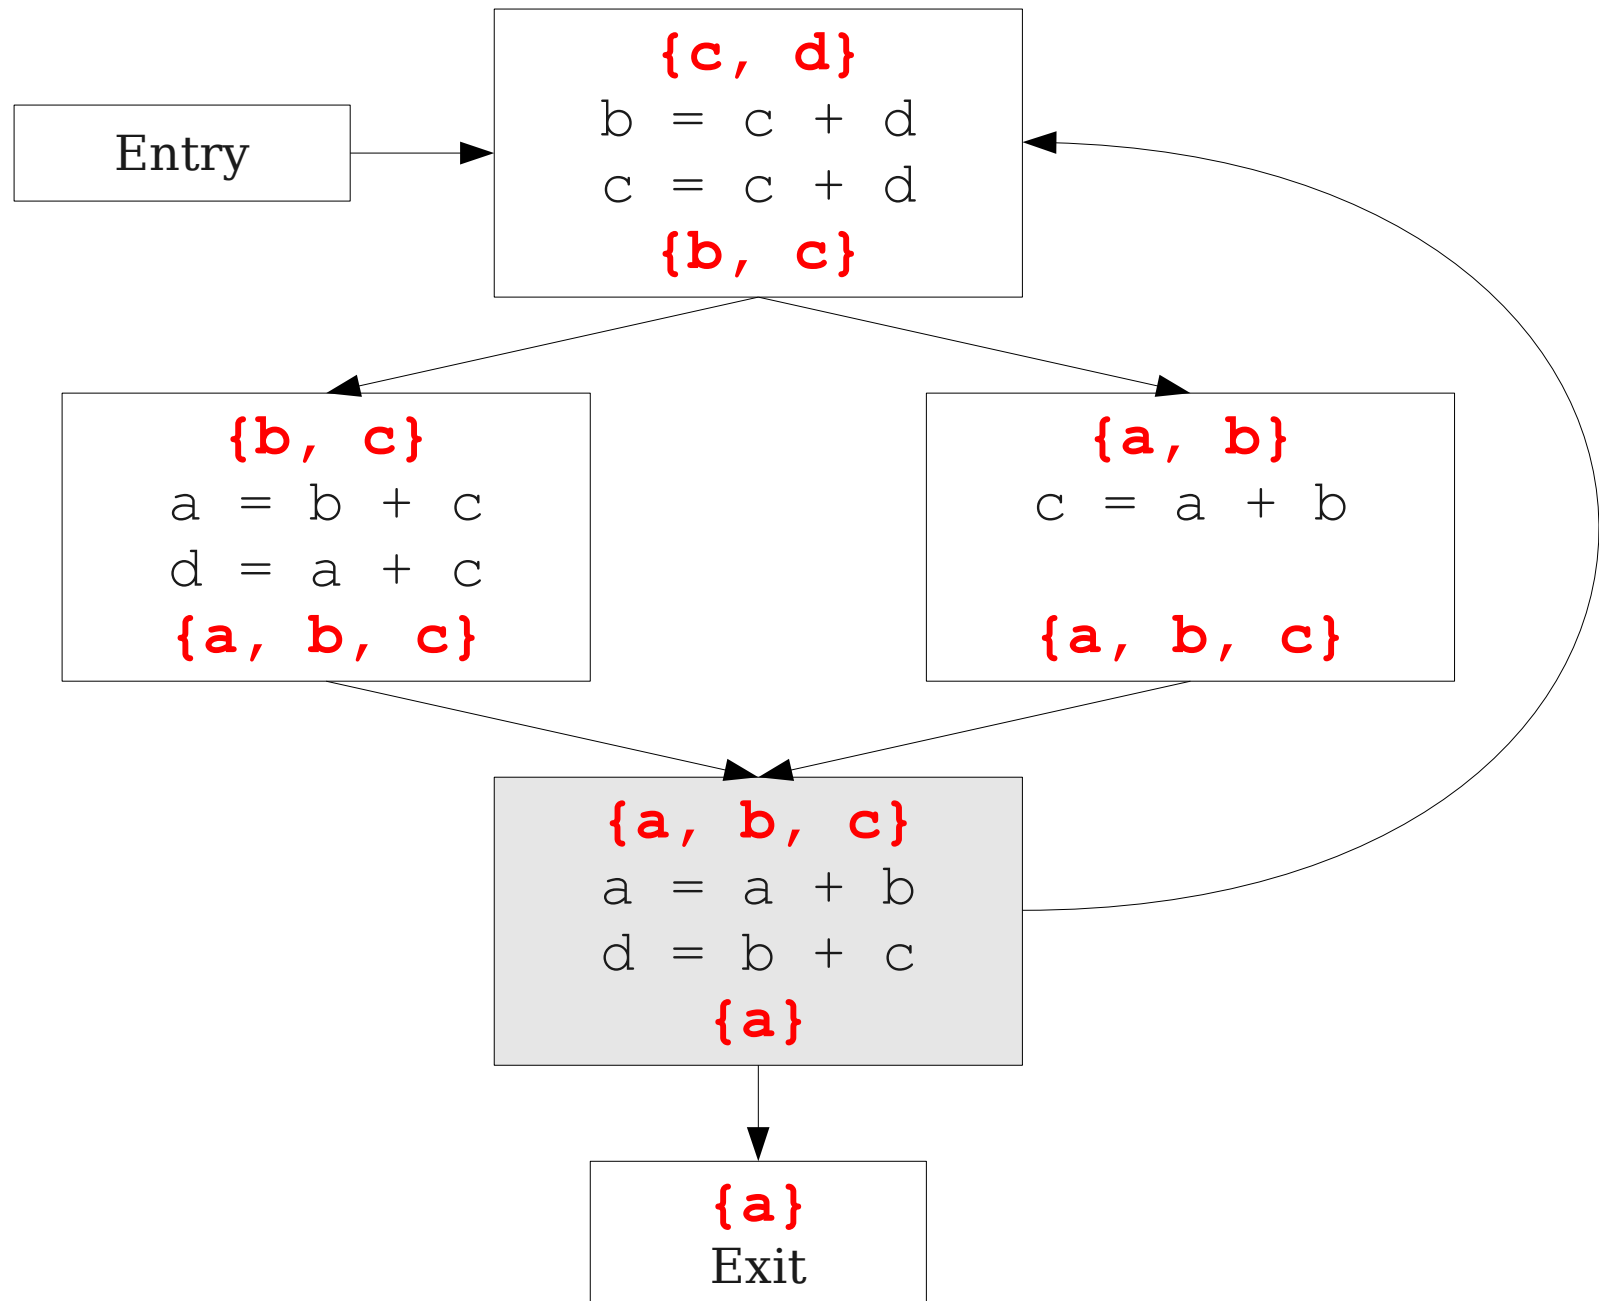 {c, d}
b = c + d
c = c + d
{b, c}
Entry
{b, c}
a = b + c
d = a + c
{a, b, c}
{a, b}
c = a + b
{a, b, c}
{a, b, c}
a = a + b
d = b + c
{a}
{a}
Exit